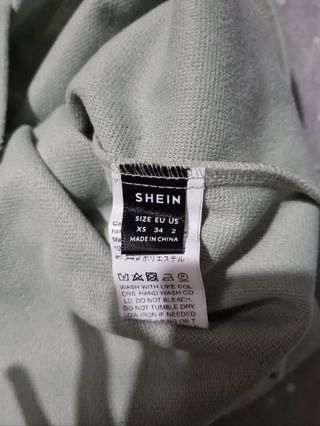 SHEIN
SIZE EU US
XS 34 2
MADE IN CHINA
ポリエステル
WASH WITH LIKE COL
ORS. HAND WASH CO
LD. DO NOT BLEACH.
DO NOT TUMBLE DRY.
LOW IRON IF NEEDED.